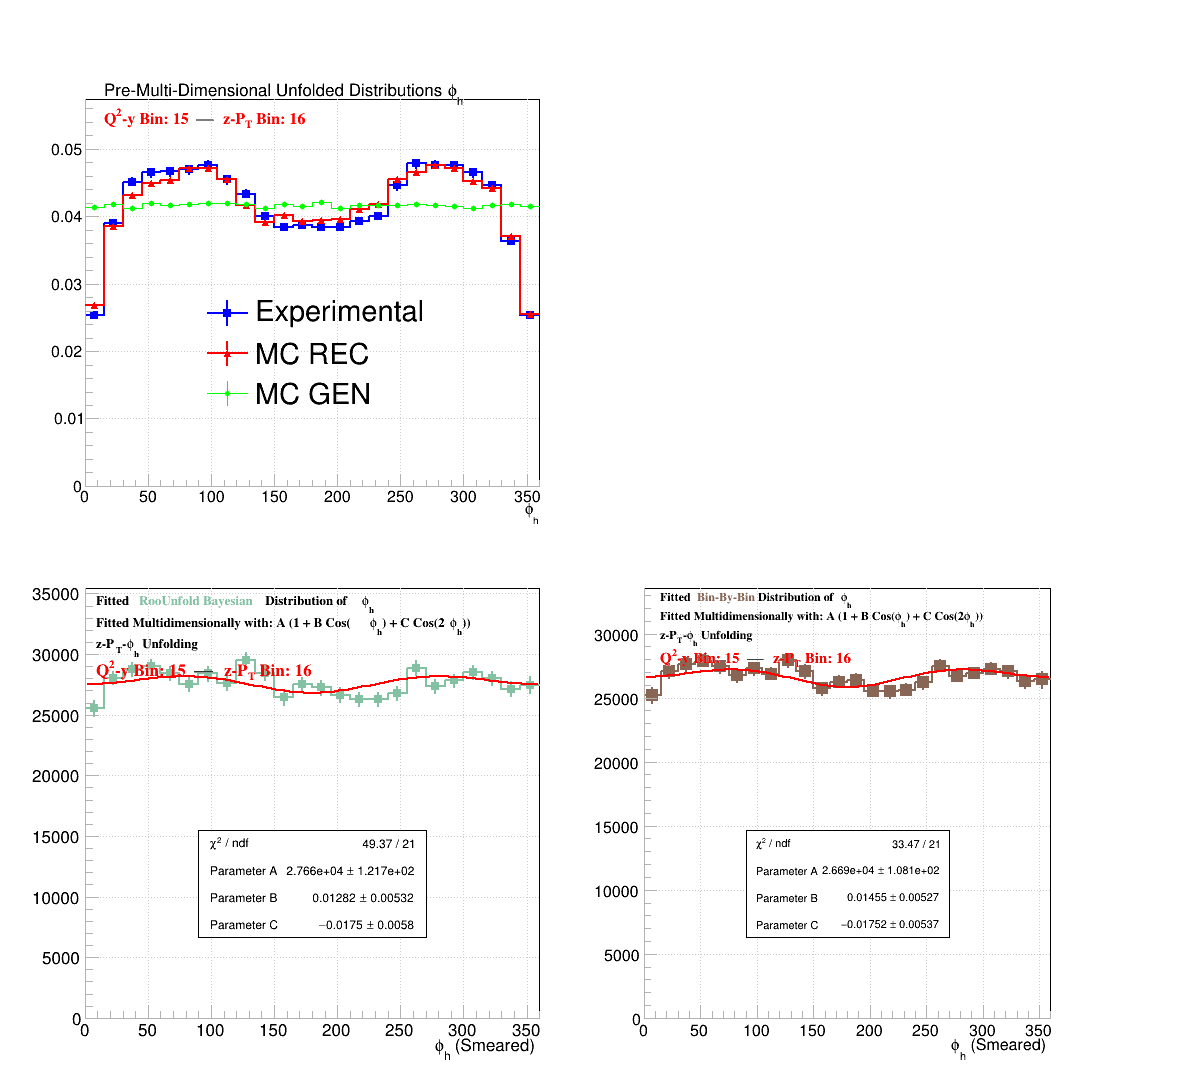 Pre-Multi-Dimensional Unfolded Distributions ϕh
Q²-y Bin: 15 — z-PT Bin: 16
0.05
0.04
0.03
0.02
0.01
0
Experimental
MC REC
MC GEN
0 50 100 150 200 250 300 350
ϕh
Fitted RooUnfold Bayesian Distribution of ϕh
Fitted Multidimensionally with: A (1 + B Cos( ϕh) + C Cos(2 ϕh))
z-PT-ϕh Unfolding
Q²-y Bin: 15 — z-PT Bin: 16
35000
30000
25000
20000
15000
10000
5000
0
χ² / ndf 49.37 / 21
Parameter A 2.766e+04 ± 1.217e+02
Parameter B 0.01282 ± 0.00532
Parameter C −0.0175 ± 0.0058
0 50 100 150 200 250 300 350
ϕh (Smeared)
Fitted Bin-By-Bin Distribution of ϕh
Fitted Multidimensionally with: A (1 + B Cos(ϕh) + C Cos(2ϕh))
z-PT-ϕh Unfolding
Q²-y Bin: 15 — z-PT Bin: 16
30000
25000
20000
15000
10000
5000
0
χ² / ndf 33.47 / 21
Parameter A 2.669e+04 ± 1.081e+02
Parameter B 0.01455 ± 0.00527
Parameter C −0.01752 ± 0.00537
0 50 100 150 200 250 300 350
ϕh (Smeared)